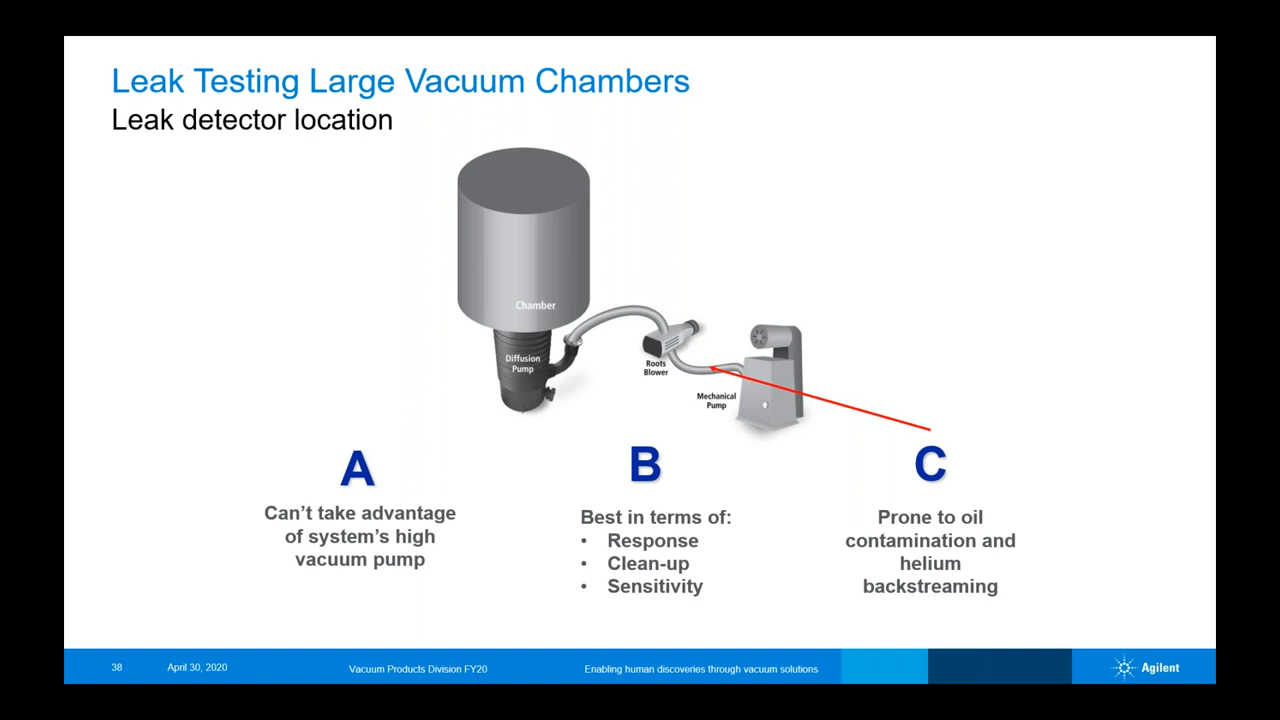 Leak Testing Large Vacuum Chambers
Leak detector location
Chamber
Diffusion
Pump
Roots
Blower
Mechanical
Pump
A
Can't take advantage
of system's high
vacuum pump
B
Best in terms of:
• Response
• Clean-up
• Sensitivity
C
Prone to oil
contamination and
helium
backstreaming
38
April 30, 2020
Vacuum Products Division FY20
Enabling human discoveries through vacuum solutions
Agilent